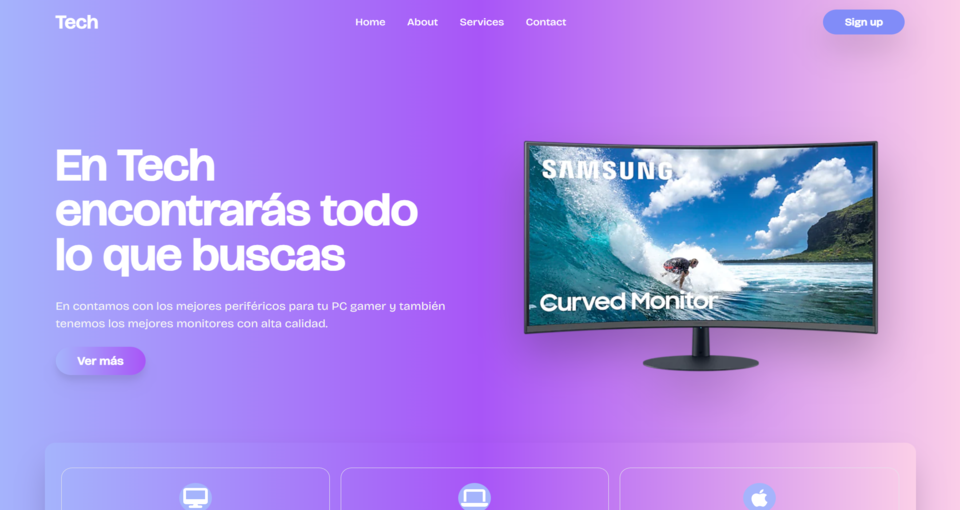 Tech
Home About Services Contact
Sign up
En Tech
encontrarás todo
lo que buscas
En contamos con los mejores periféricos para tu PC gamer y también
tenemos los mejores monitores con alta calidad.
Ver más
SAMSUNG
Curved Monitor